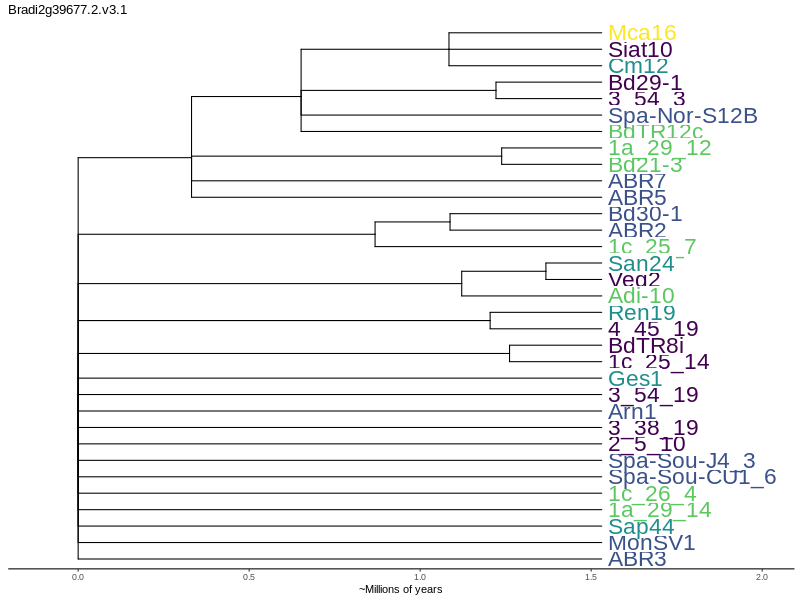 Bradi2g39677.2.v3.1
Mca16
Siat10
Cm12
Bd29-1
3_54_3
Spa-Nor-S12B
BdTR12c
1a_29_12
Bd21-3
ABR7
ABR5
Bd30-1
ABR2
1c_25_7
San24
Veg2
Adi-10
Ren19
4_45_19
BdTR8i
1c_25_14
Ges1
3_54_19
Arn1
3_38_19
2_5_10
Spa-Sou-J4_3
Spa-Sou-CU1_6
1c_26_4
1a_29_14
Sap44
MonSV1
ABR3
0.0 0.5 1.0 1.5 2.0
~Millions of years